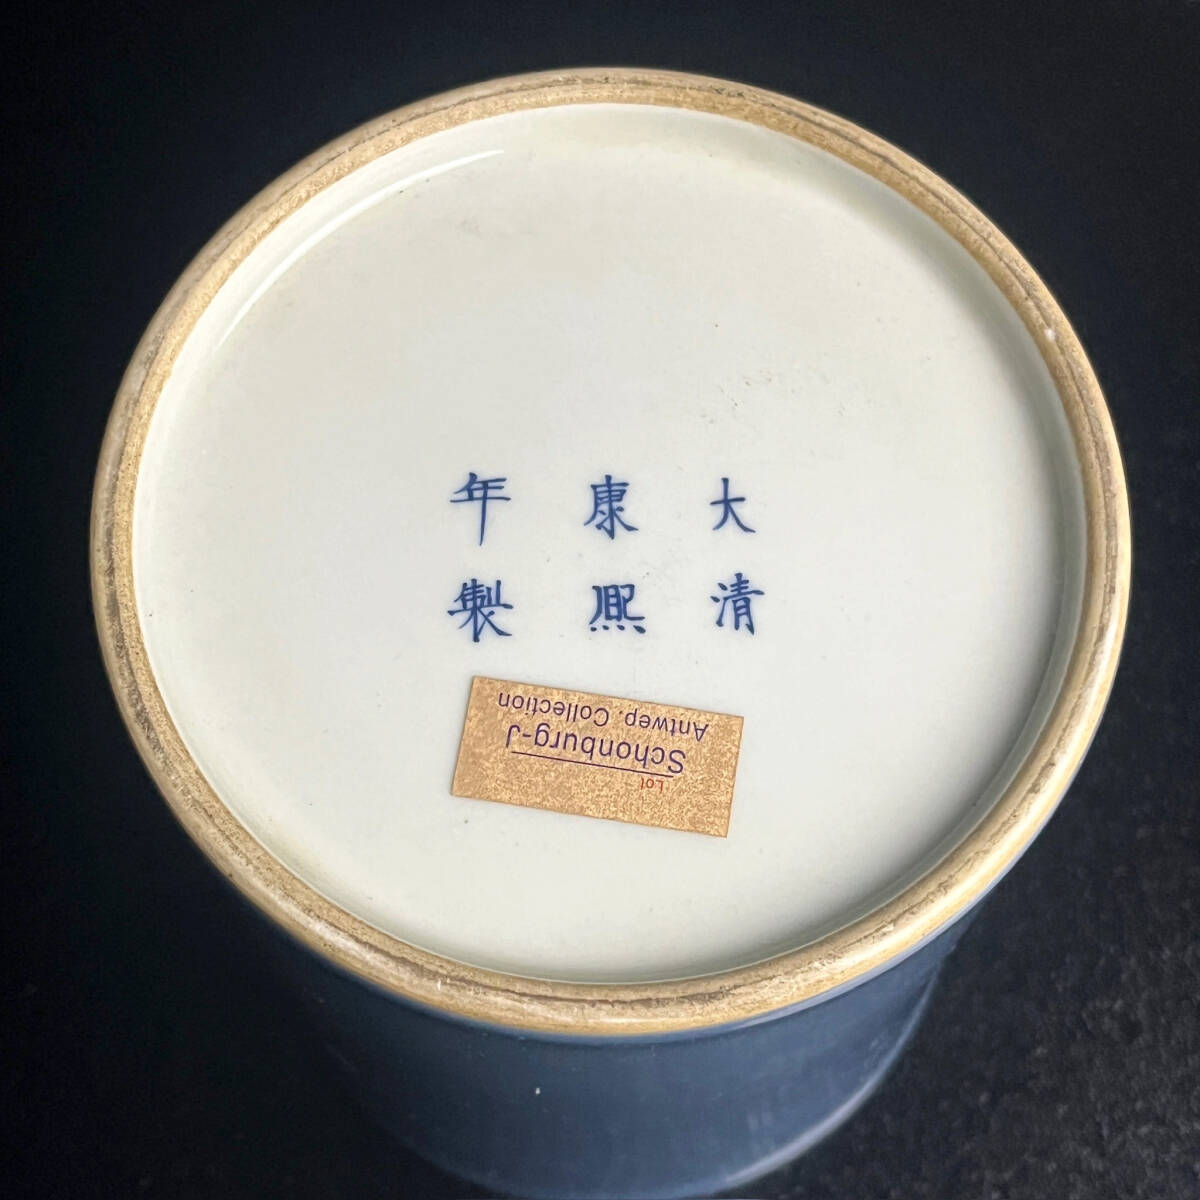 大清
康熙
年製
Lot
Schonburg-J
Antwep. Collection